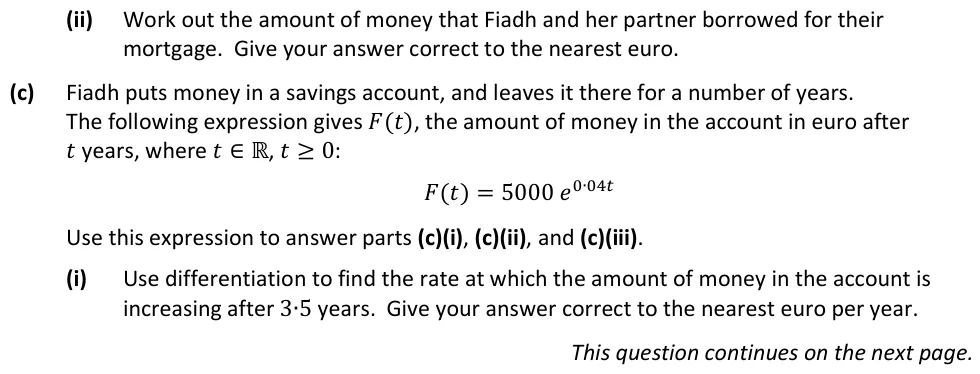 (ii) Work out the amount of money that Fiadh and her partner borrowed for their
mortgage. Give your answer correct to the nearest euro.
(c) Fiadh puts money in a savings account, and leaves it there for a number of years.
The following expression gives F(t), the amount of money in the account in euro after
t years, where t ∈ ℝ, t ≥ 0:
F(t) = 5000 e^{0·04t}
Use this expression to answer parts (c)(i), (c)(ii), and (c)(iii).
(i) Use differentiation to find the rate at which the amount of money in the account is
increasing after 3·5 years. Give your answer correct to the nearest euro per year.
This question continues on the next page.